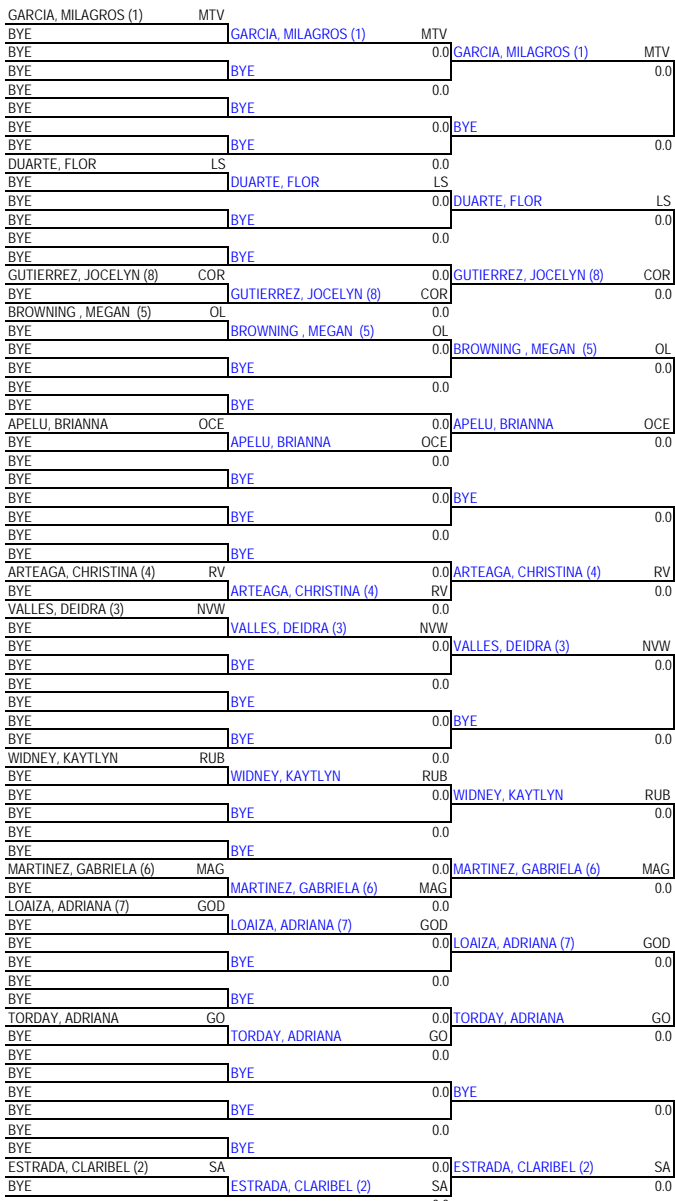 GARCIA, MILAGROS (1) MTV
BYE GARCIA, MILAGROS (1) MTV
BYE 0.0 GARCIA, MILAGROS (1) MTV
BYE BYE 0.0
BYE 0.0
BYE BYE
BYE 0.0 BYE
BYE BYE 0.0
DUARTE, FLOR LS 0.0
BYE DUARTE, FLOR LS
BYE 0.0 DUARTE, FLOR LS
BYE BYE 0.0
BYE 0.0
BYE BYE
GUTIERREZ, JOCELYN (8) COR 0.0 GUTIERREZ, JOCELYN (8) COR
BYE GUTIERREZ, JOCELYN (8) COR 0.0
BROWNING , MEGAN (5) OL 0.0
BYE BROWNING , MEGAN (5) OL
BYE 0.0 BROWNING , MEGAN (5) OL
BYE BYE 0.0
BYE 0.0
BYE BYE
APELU, BRIANNA OCE 0.0 APELU, BRIANNA OCE
BYE APELU, BRIANNA OCE 0.0
BYE 0.0
BYE BYE
BYE 0.0 BYE
BYE BYE 0.0
BYE 0.0
BYE BYE
ARTEAGA, CHRISTINA (4) RV 0.0 ARTEAGA, CHRISTINA (4) RV
BYE ARTEAGA, CHRISTINA (4) RV 0.0
VALLES, DEIDRA (3) NVW 0.0
BYE VALLES, DEIDRA (3) NVW
BYE 0.0 VALLES, DEIDRA (3) NVW
BYE BYE 0.0
BYE 0.0
BYE BYE
BYE 0.0 BYE
BYE BYE 0.0
WIDNEY, KAYTLYN RUB 0.0
BYE WIDNEY, KAYTLYN RUB
BYE 0.0 WIDNEY, KAYTLYN RUB
BYE BYE 0.0
BYE 0.0
BYE BYE
MARTINEZ, GABRIELA (6) MAG 0.0 MARTINEZ, GABRIELA (6) MAG
BYE MARTINEZ, GABRIELA (6) MAG 0.0
LOAIZA, ADRIANA (7) GOD 0.0
BYE LOAIZA, ADRIANA (7) GOD
BYE 0.0 LOAIZA, ADRIANA (7) GOD
BYE BYE 0.0
BYE 0.0
BYE BYE
TORDAY, ADRIANA GO 0.0 TORDAY, ADRIANA GO
BYE TORDAY, ADRIANA GO 0.0
BYE 0.0
BYE BYE
BYE 0.0 BYE
BYE BYE 0.0
BYE 0.0
BYE BYE
ESTRADA, CLARIBEL (2) SA 0.0 ESTRADA, CLARIBEL (2) SA
BYE ESTRADA, CLARIBEL (2) SA 0.0